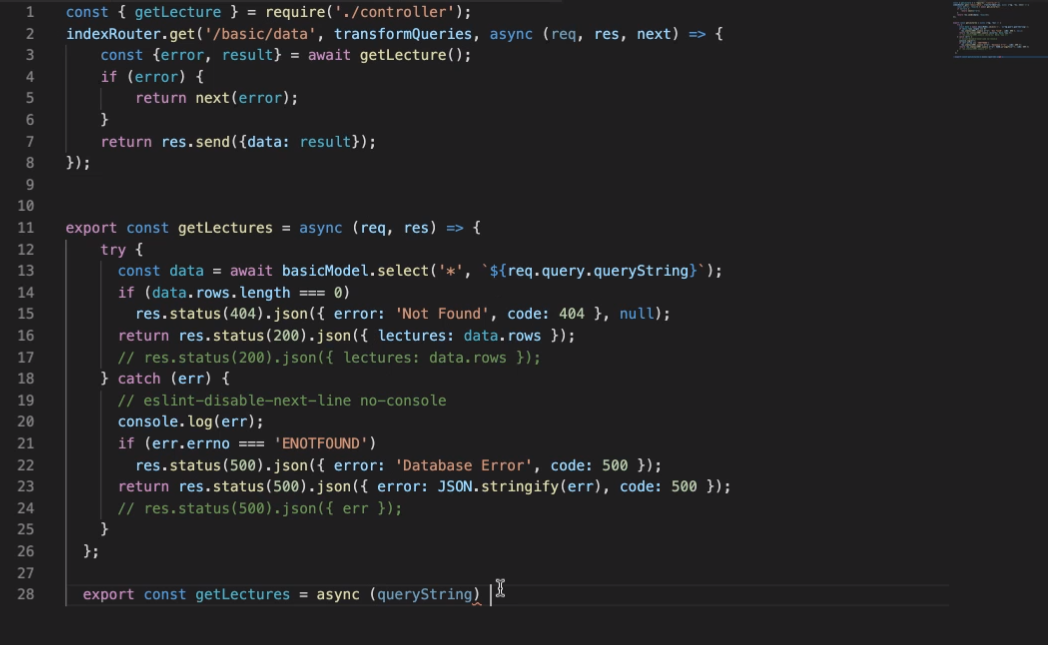 1 const { getLecture } = require('./controller');
2 indexRouter.get('/basic/data', transformQueries, async (req, res, next) => {
3 const {error, result} = await getLecture();
4 if (error) {
5 return next(error);
6 }
7 return res.send({data: result});
8 });
9
10
11 export const getLectures = async (req, res) => {
12 try {
13 const data = await basicModel.select('*', `${req.query.queryString}`);
14 if (data.rows.length === 0)
15 res.status(404).json({ error: 'Not Found', code: 404 }, null);
16 return res.status(200).json({ lectures: data.rows });
17 // res.status(200).json({ lectures: data.rows });
18 } catch (err) {
19 // eslint-disable-next-line no-console
20 console.log(err);
21 if (err.errno === 'ENOTFOUND')
22 res.status(500).json({ error: 'Database Error', code: 500 });
23 return res.status(500).json({ error: JSON.stringify(err), code: 500 });
24 // res.status(500).json({ err });
25 }
26 };
27
28 export const getLectures = async (queryString)